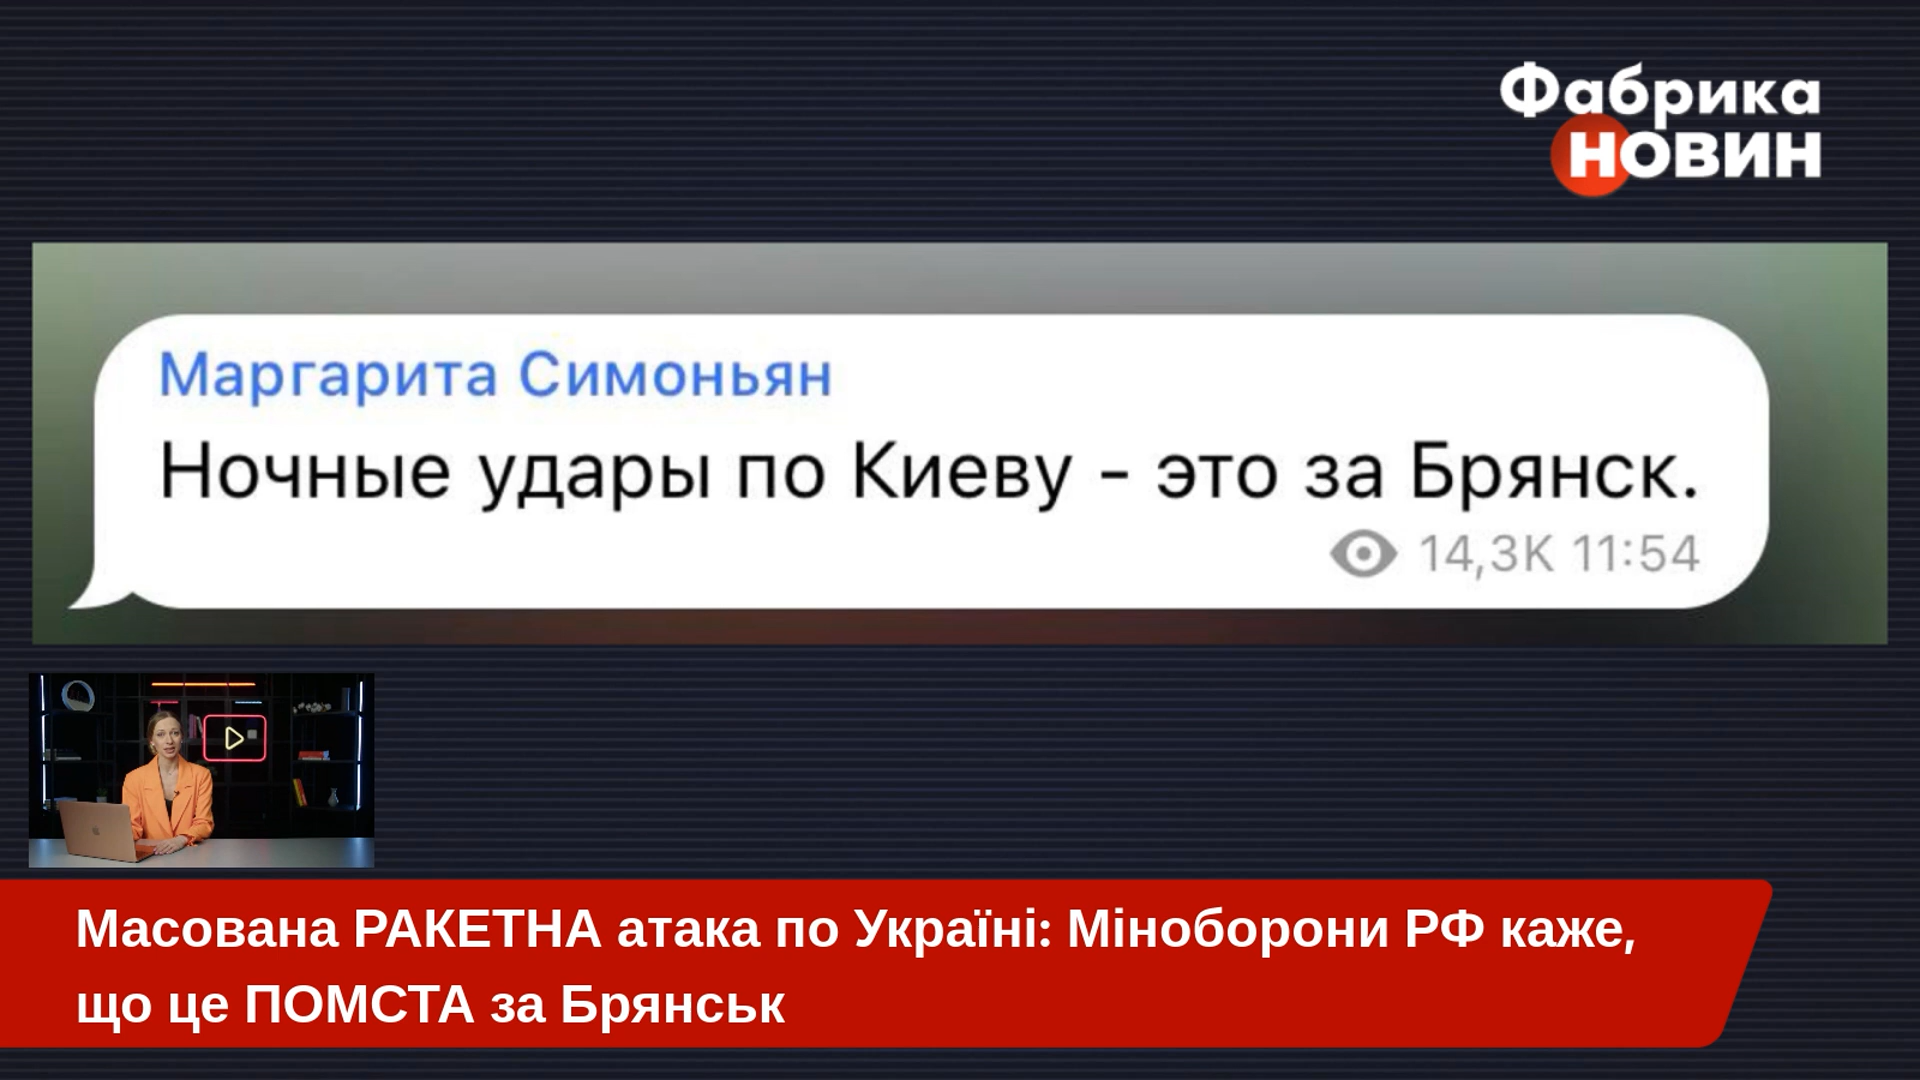 Фабрика
новин
Маргарита Симоньян
Ночные удары по Киеву - это за Брянск.
14,3K 11:54
Масована РАКЕТНА атака по Україні: Міноборони РФ каже,
що це ПОМСТА за Брянськ